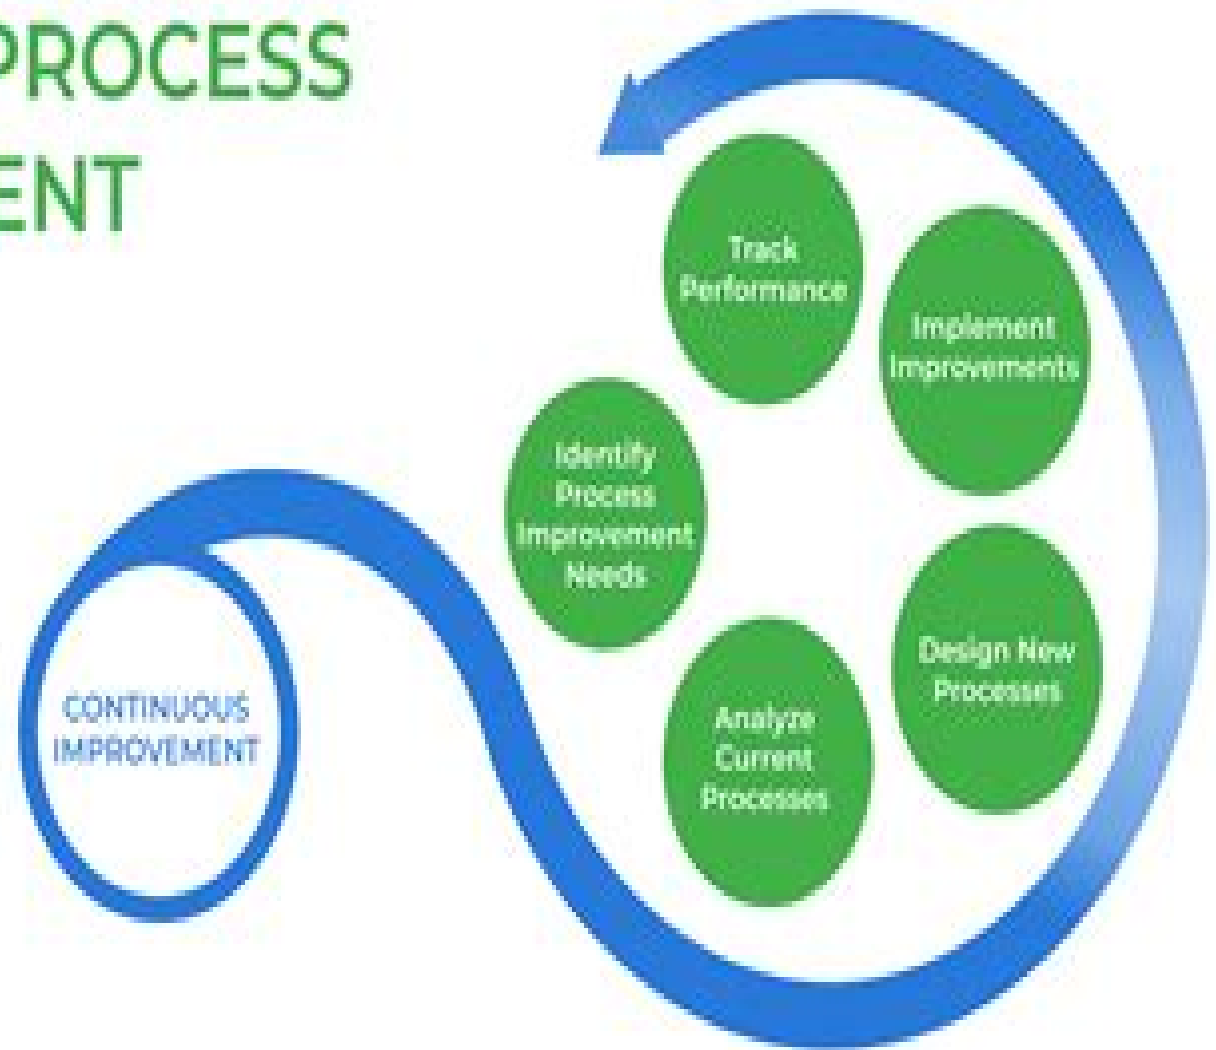 PROCESS
ENT
Track
Performance
Implement
Improvements
Identify
Process
Improvement
Needs
Design New
Processes
Analyze
Current
Processes
CONTINUOUS
IMPROVEMENT